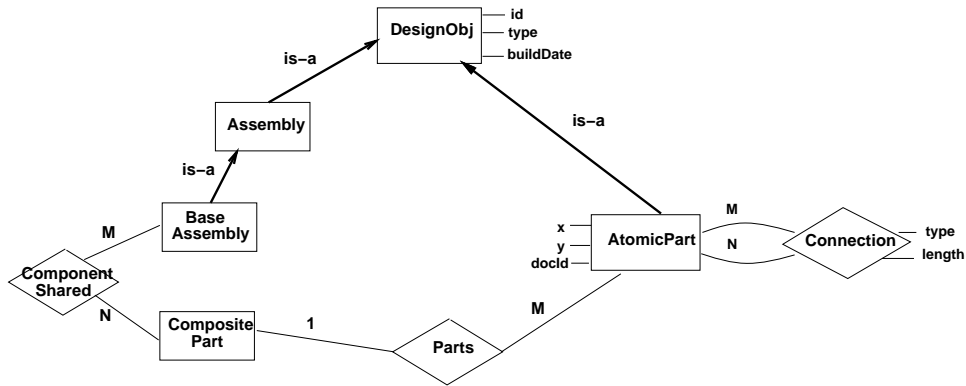 DesignObj
id
type
buildDate
is–a
is–a
Assembly
is–a
Base
Assembly
M
Component
Shared
N
Composite
Part
1
Parts
M
x
y
docId
AtomicPart
M
N
Connection
type
length